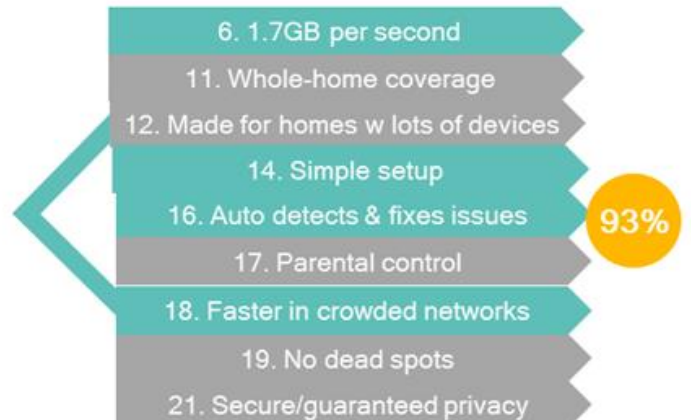 6. 1.7GB per second
11. Whole-home coverage
12. Made for homes w lots of devices
14. Simple setup
16. Auto detects & fixes issues
93%
17. Parental control
18. Faster in crowded networks
19. No dead spots
21. Secure/guaranteed privacy